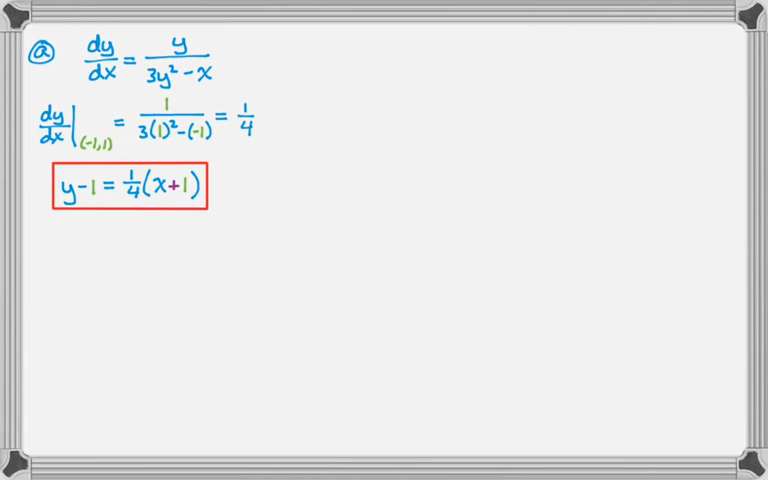 ⓐ dy/dx = y/(3y² − x)
dy/dx |(-1,1) = 1/(3(1)² − (−1)) = 1/4
y − 1 = 1/4(x + 1)